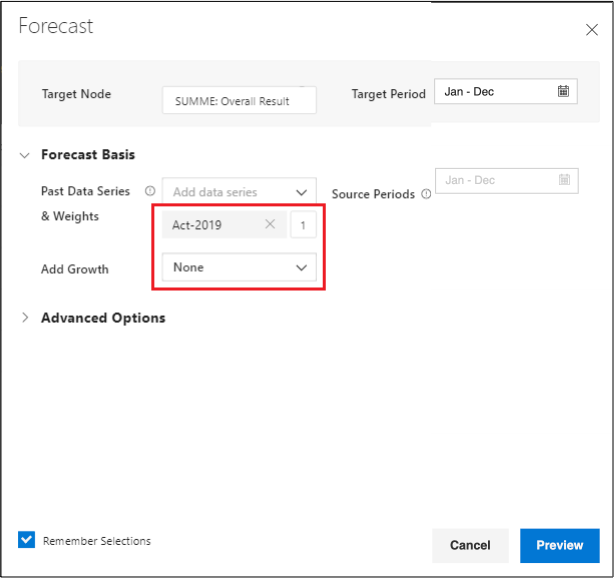 Forecast
Target Node
SUMME: Overall Result
Target Period
Jan - Dec
Forecast Basis
Past Data Series
& Weights
Add data series
Source Periods
Jan - Dec
Act-2019
1
Add Growth
None
Advanced Options
Remember Selections
Cancel
Preview